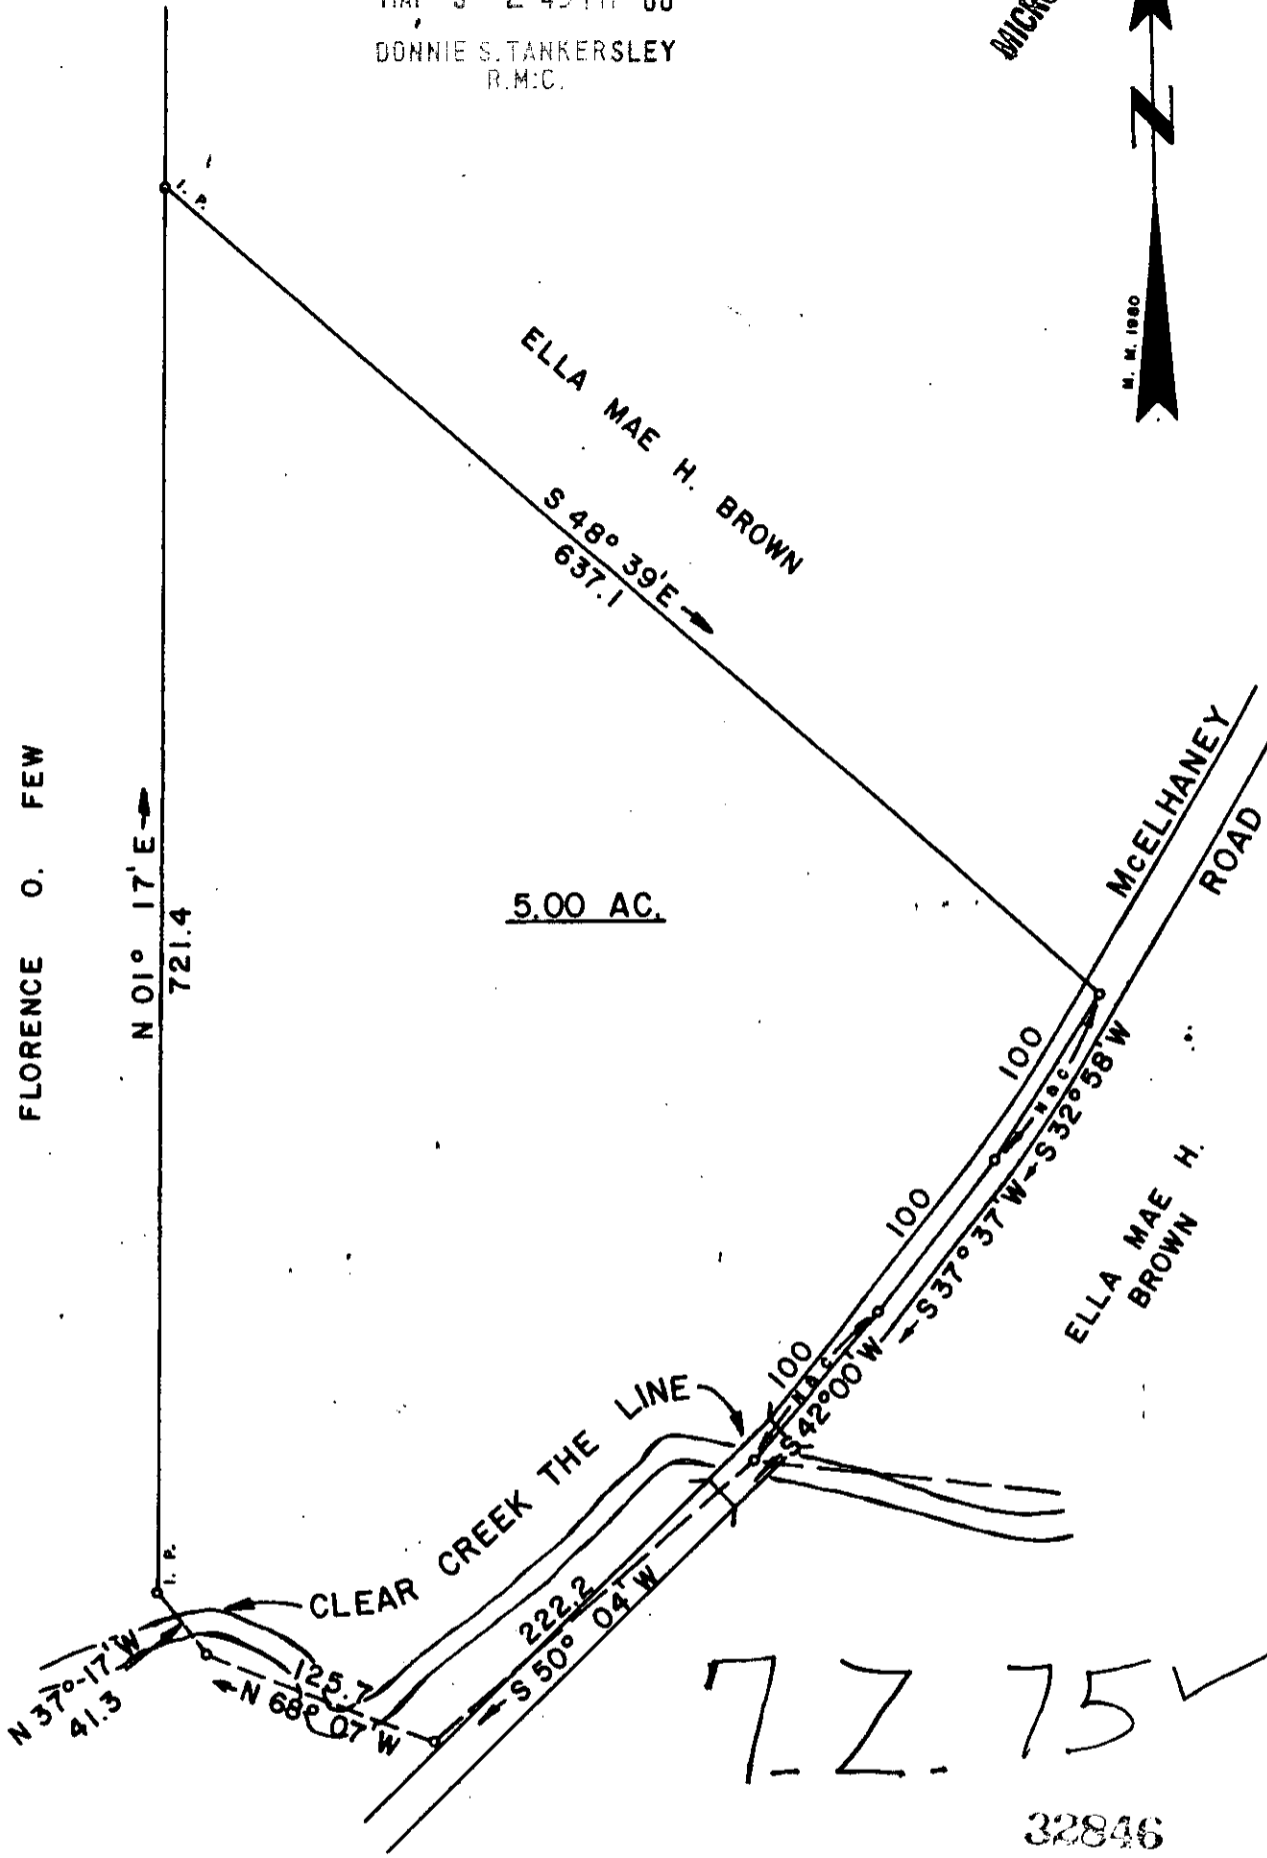 DONNIE S. TANKERSLEY
R.M.C.
N
M. M. 1980
I. P.
ELLA MAE H. BROWN
S 48° 39' E
637.1
FLORENCE O. FEW
N 01° 17' E
721.4
5.00 AC.
McELHANEY
ROAD
100
S 32° 58' W
100
S 37° 37' W
100
S 42° 00' W
ELLA MAE H.
BROWN
CLEAR CREEK THE LINE
I. P.
222.2
S 50° 04' W
125.7
N 68° 07' W
N 37°-17' W
41.3
7.2.75
32846